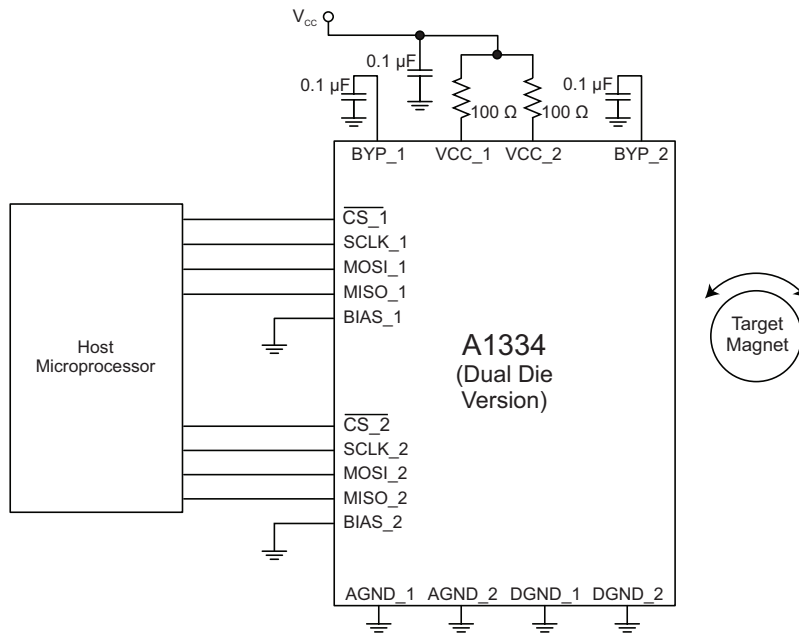 Vcc
0.1 µF
0.1 µF
0.1 µF
100 Ω
100 Ω
BYP_1
VCC_1
VCC_2
BYP_2
CS_1
SCLK_1
MOSI_1
MISO_1
BIAS_1
Host
Microprocessor
A1334
(Dual Die
Version)
Target
Magnet
CS_2
SCLK_2
MOSI_2
MISO_2
BIAS_2
AGND_1
AGND_2
DGND_1
DGND_2